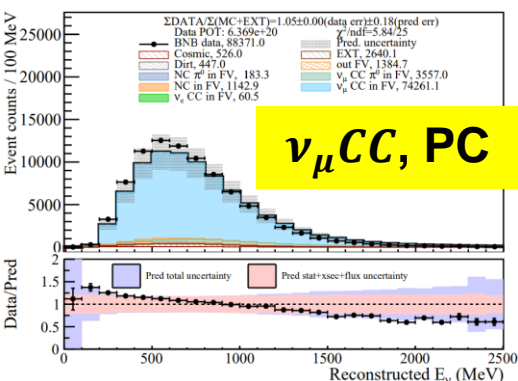 ΣDATA/Σ(MC+EXT)=1.05±0.00(data err)±0.18(pred err)
Data POT: 6.369e+20 χ²/ndf=5.84/25
BNB data, 88371.0 Pred. uncertainty
Cosmic, 526.0 EXT, 2640.1
Dirt, 447.0 out FV, 1384.7
NC π⁰ in FV, 183.3 νμ CC π⁰ in FV, 3557.0
NC in FV, 1142.9 νμ CC in FV, 74261.1
νe CC in FV, 60.5
Event counts / 100 MeV
25000
20000
15000
10000
5000
0
νμCC, PC
Data/Pred
2
1.5
1
0.5
0
Pred total uncertainty Pred stat+xsec+flux uncertainty
0 500 1000 1500 2000 2500
Reconstructed Eν (MeV)